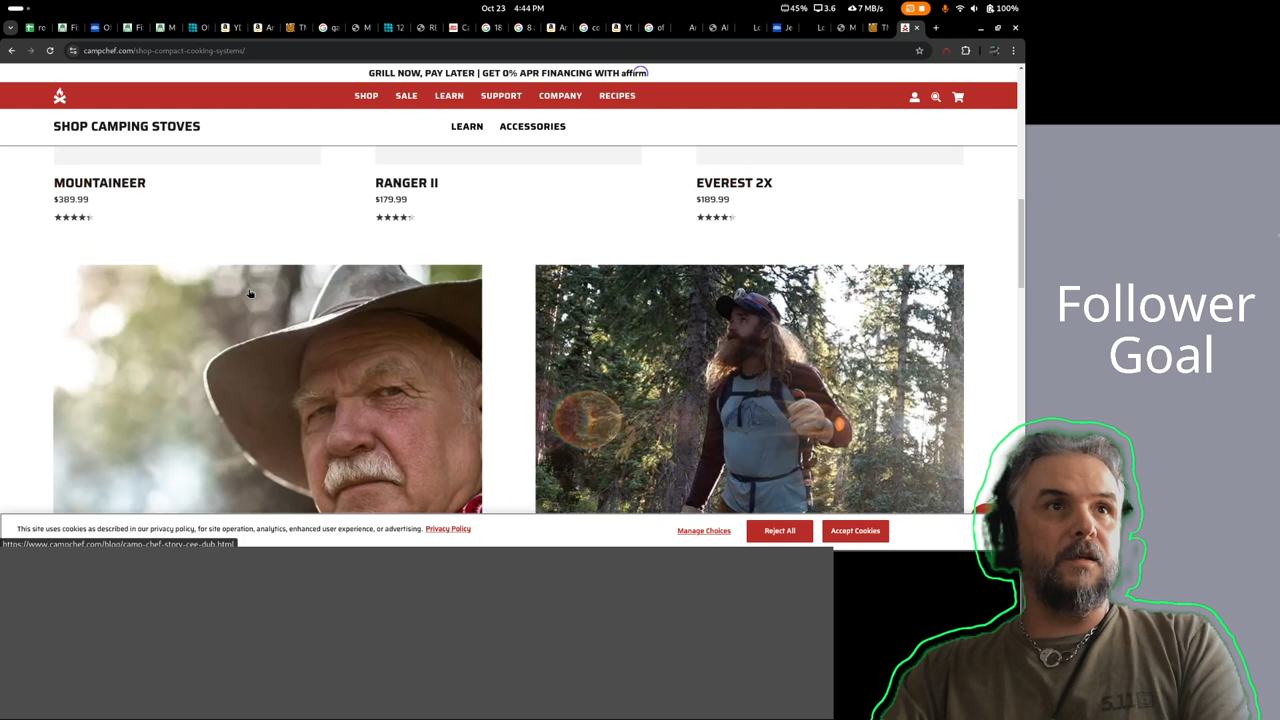 Oct 23 4:44 PM
45%
3.6
7 MB/s
100%
campchef.com/shop-compact-cooking-systems/
GRILL NOW, PAY LATER | GET 0% APR FINANCING WITH affirm
SHOP SALE LEARN SUPPORT COMPANY RECIPES
SHOP CAMPING STOVES
LEARN ACCESSORIES
MOUNTAINEER
$389.99
RANGER II
$179.99
EVEREST 2X
$189.99
This site uses cookies as described in our privacy policy, for site operation, analytics, enhanced user experience, or advertising. Privacy Policy
Manage Choices
Reject All
Accept Cookies
https://www.campchef.com/blog/camp-chef-story-cee-dub.html
Follower
Goal
5.11